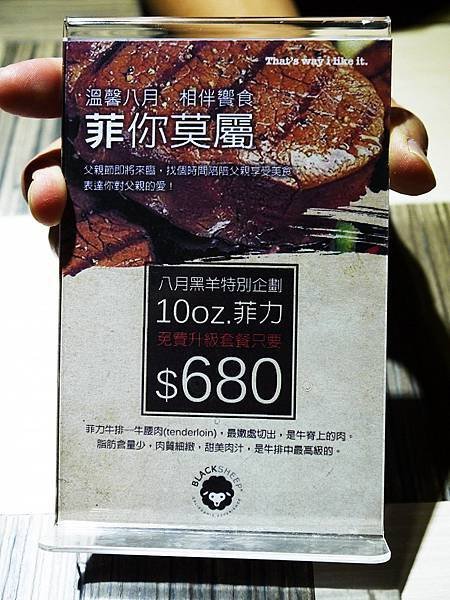 That's way i like it.
溫馨八月，相伴饗食
菲你莫屬
父親節即將來臨，找個時間陪陪父親享受美食
表達你對父親的愛！
八月黑羊特別企劃
10oz.菲力
免費升級套餐只要
$680
菲力牛排—牛腰肉(tenderloin)，最嫩處切出，是牛脊上的肉。
脂肪含量少，肉質細緻，甜美肉汁，是牛排中最高級的。
BLACKSHEEP